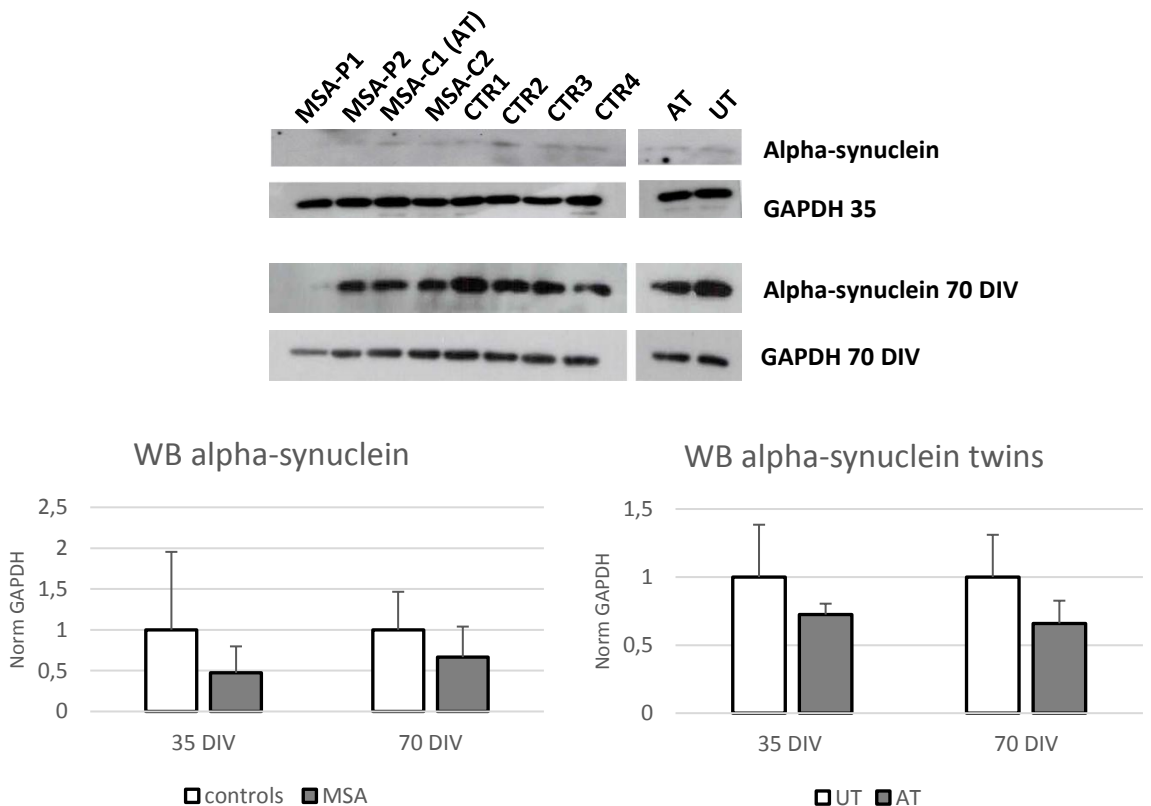 MSA-P1
MSA-P2
MSA-C1 (AT)
MSA-C2
CTR1
CTR2
CTR3
CTR4
AT
UT
Alpha-synuclein
GAPDH 35
Alpha-synuclein 70 DIV
GAPDH 70 DIV
WB alpha-synuclein
2,5
2
1,5
1
0,5
0
Norm GAPDH
35 DIV
70 DIV
controls
MSA
WB alpha-synuclein twins
1,5
1
0,5
0
Norm GAPDH
35 DIV
70 DIV
UT
AT